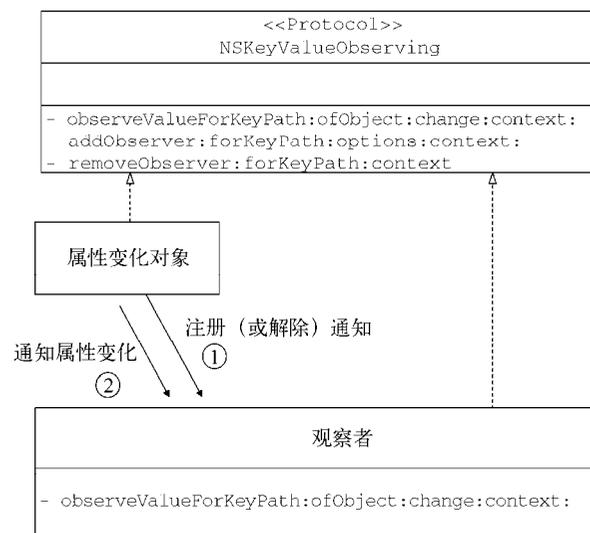 <<Protocol>>
NSKeyValueObserving
- observeValueForKeyPath:ofObject:change:context:
addObserver:forKeyPath:options:context:
- removeObserver:forKeyPath:context
属性变化对象
注册（或解除）通知
①
通知属性变化
②
观察者
- observeValueForKeyPath:ofObject:change:context: